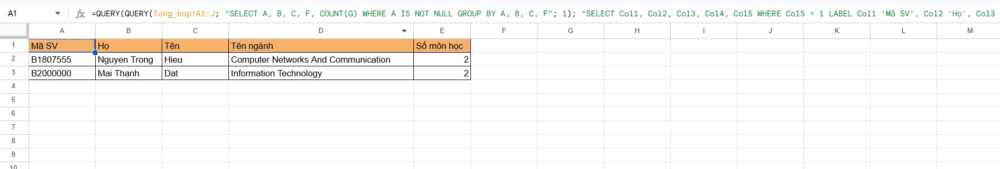 A1 fx =QUERY(QUERY(Tong_hop!A1:J; "SELECT A, B, C, F, COUNT(G) WHERE A IS NOT NULL GROUP BY A, B, C, F"; 1); "SELECT Col1, Col2, Col3, Col4, Col5 WHERE Col5 > 1 LABEL Col1 'Mã SV', Col2 'Họ', Col3
A B C D E F G H I J K L M
1 Mã SV Họ Tên Tên ngành Số môn học
2 B1807555 Nguyen Trong Hieu Computer Networks And Communication 2
3 B2000000 Mai Thanh Dat Information Technology 2
4
5
6
7
8
9
10